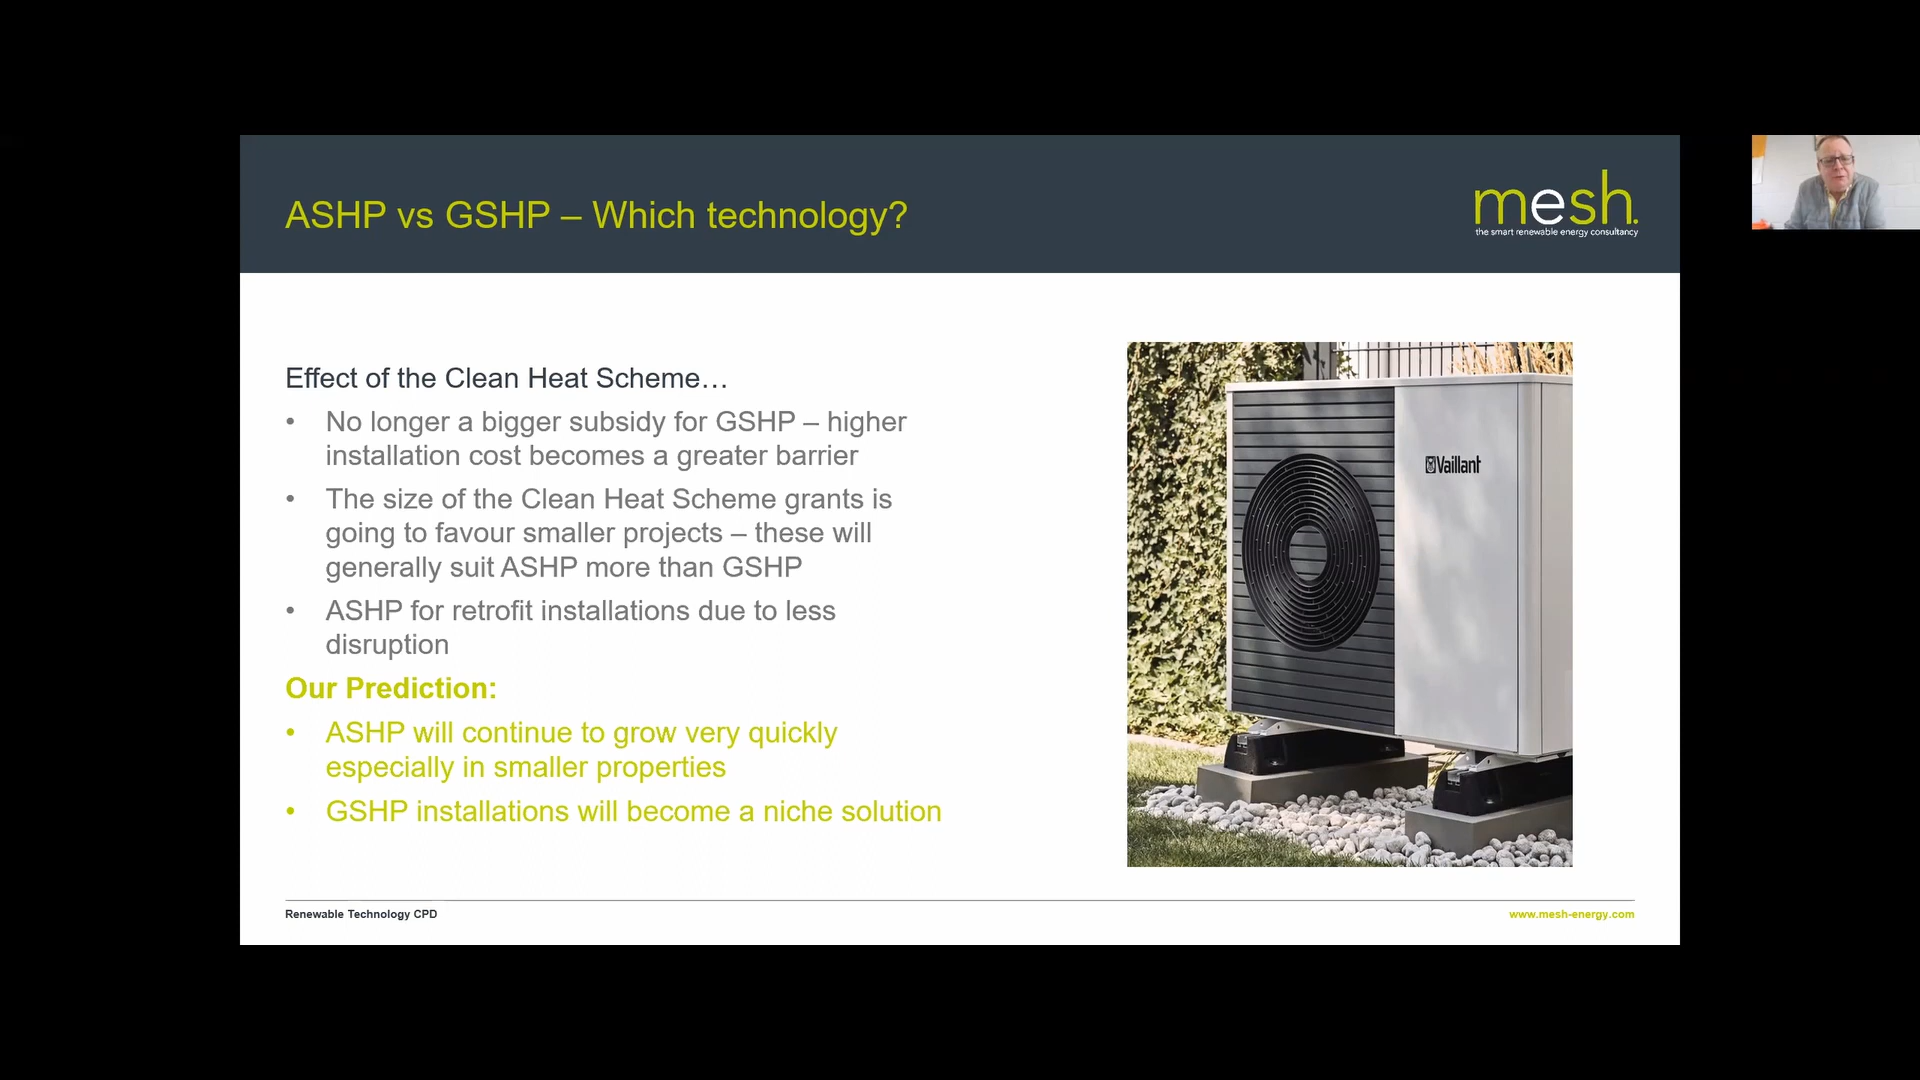 ASHP vs GSHP – Which technology?
mesh.
the smart renewable energy consultancy
Effect of the Clean Heat Scheme…
• No longer a bigger subsidy for GSHP – higher
installation cost becomes a greater barrier
• The size of the Clean Heat Scheme grants is
going to favour smaller projects – these will
generally suit ASHP more than GSHP
• ASHP for retrofit installations due to less
disruption
Our Prediction:
• ASHP will continue to grow very quickly
especially in smaller properties
• GSHP installations will become a niche solution
Vaillant
Renewable Technology CPD
www.mesh-energy.com